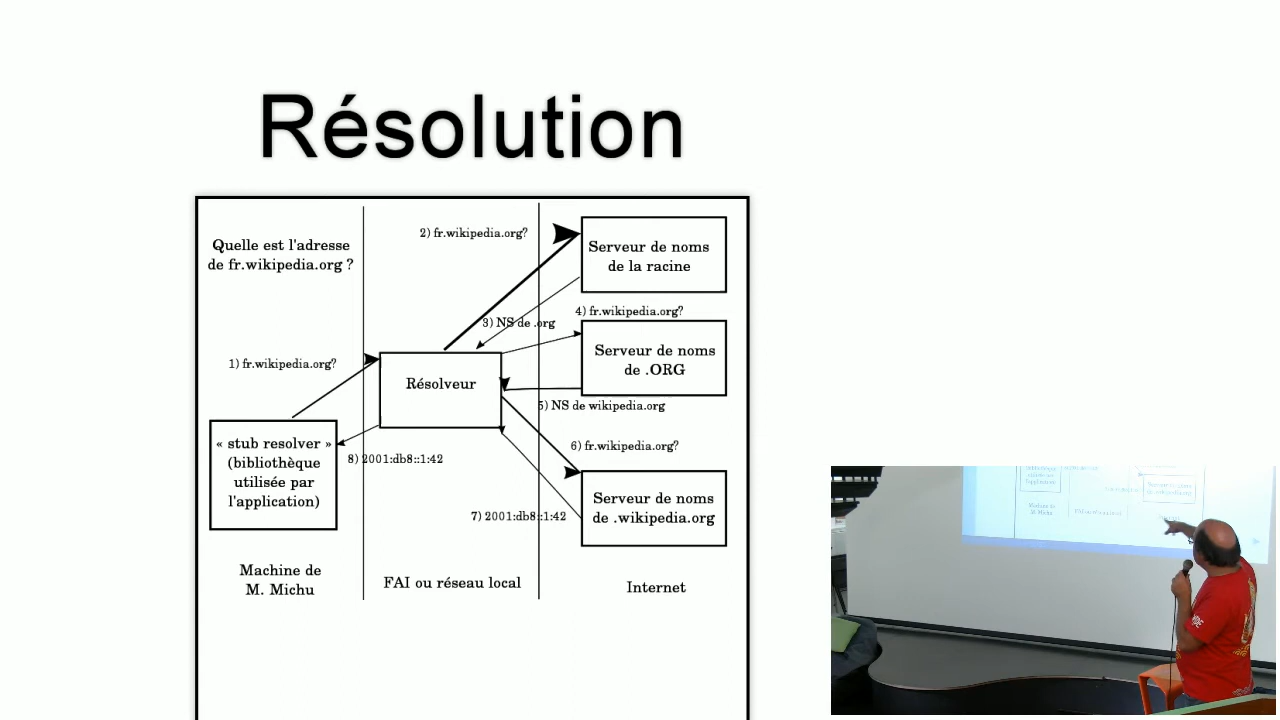 Résolution
Quelle est l'adresse
de fr.wikipedia.org ?
2) fr.wikipedia.org?
Serveur de noms
de la racine
3) NS de .org
4) fr.wikipedia.org?
Serveur de noms
de .ORG
1) fr.wikipedia.org?
Résolveur
5) NS de wikipedia.org
« stub resolver »
(bibliothèque
utilisée par
l'application)
8) 2001:db8::1:42
6) fr.wikipedia.org?
Serveur de noms
de .wikipedia.org
7) 2001:db8::1:42
Machine de
M. Michu
FAI ou réseau local
Internet
Machine de
M. Michu